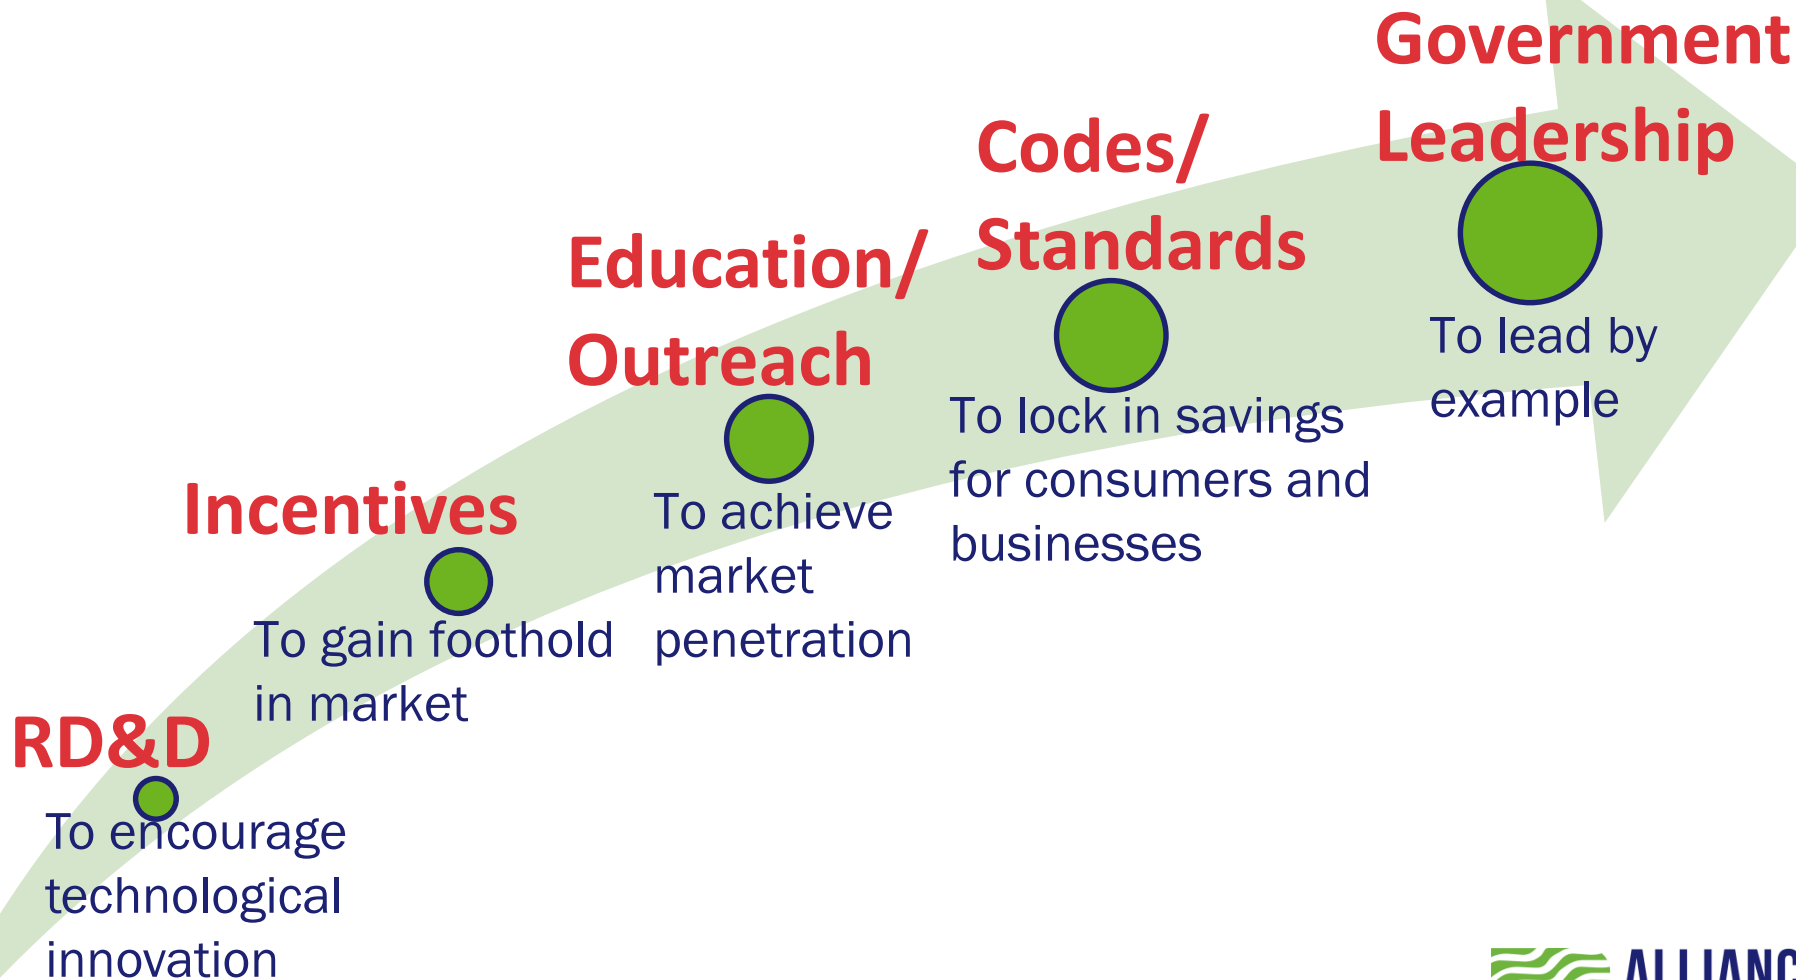 Government
Leadership
To lead by
example
Codes/
Standards
To lock in savings
for consumers and
businesses
Education/
Outreach
To achieve
market
penetration
Incentives
To gain foothold
in market
RD&D
To encourage
technological
innovation